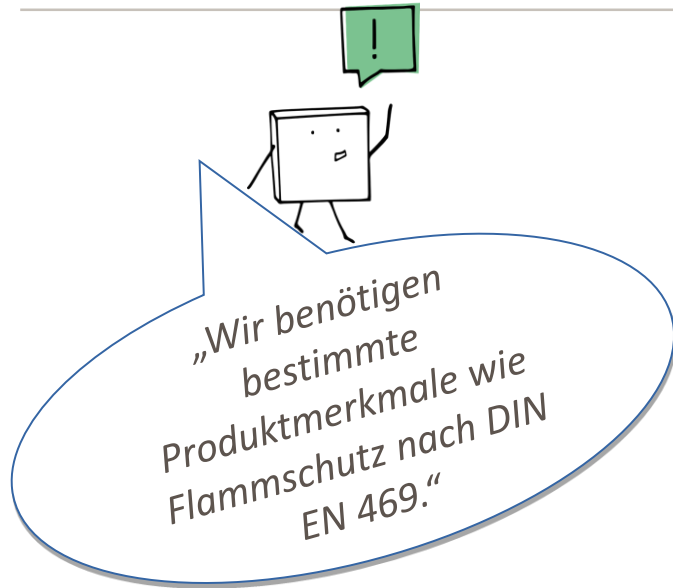 !
„Wir benötigen
bestimmte
Produktmerkmale wie
Flammschutz nach DIN
EN 469.“